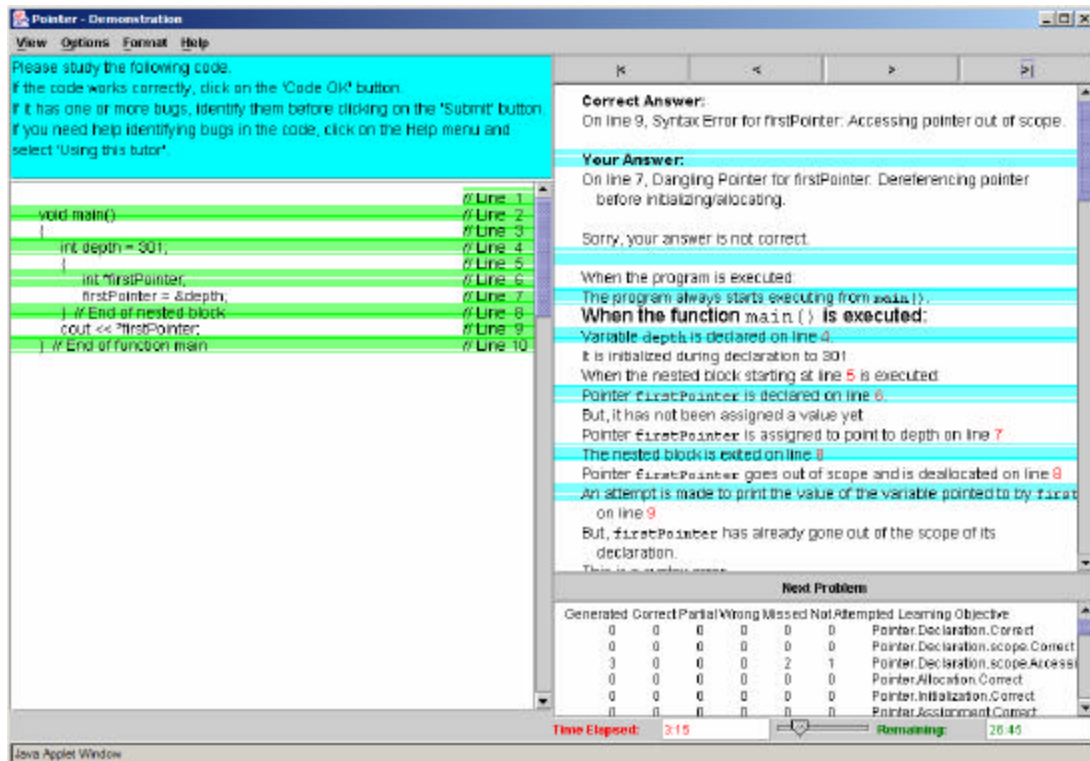 Pointer - Demonstration
View Options Format Help
Please study the following code.
If the code works correctly, click on the 'Code OK' button.
If it has one or more bugs, identify them before clicking on the 'Submit' button.
If you need help identifying bugs in the code, click on the Help menu and
select 'Using this tutor'.
// Line 1
void main() // Line 2
{ // Line 3
int depth = 301; // Line 4
{ // Line 5
int *firstPointer; // Line 6
firstPointer = &depth; // Line 7
} // End of nested block // Line 8
cout << *firstPointer; // Line 9
} // End of function main // Line 10
|< < > >|
Correct Answer:
On line 9, Syntax Error for firstPointer: Accessing pointer out of scope.
Your Answer:
On line 7, Dangling Pointer for firstPointer: Dereferencing pointer
before initializing/allocating.
Sorry, your answer is not correct.
When the program is executed:
The program always starts executing from main().
When the function main() is executed:
Variable depth is declared on line 4.
It is initialized during declaration to 301
When the nested block starting at line 5 is executed
Pointer firstPointer is declared on line 6.
But, it has not been assigned a value yet
Pointer firstPointer is assigned to point to depth on line 7
The nested block is exited on line 8
Pointer firstPointer goes out of scope and is deallocated on line 8
An attempt is made to print the value of the variable pointed to by first
on line 9
But, firstPointer has already gone out of the scope of its
declaration.
This is a syntax error
Next Problem
Generated Correct Partial Wrong Missed Not Attempted Learning Objective
0 0 0 0 0 0 Pointer.Declaration.Correct
0 0 0 0 0 0 Pointer.Declaration.scope.Correct
3 0 0 0 2 1 Pointer.Declaration.scope.Accessi
0 0 0 0 0 0 Pointer.Allocation.Correct
0 0 0 0 0 0 Pointer.Initialization.Correct
0 0 0 0 0 0 Pointer.Assignment.Correct
Time Elapsed: 3:15 Remaining: 26:45
Java Applet Window